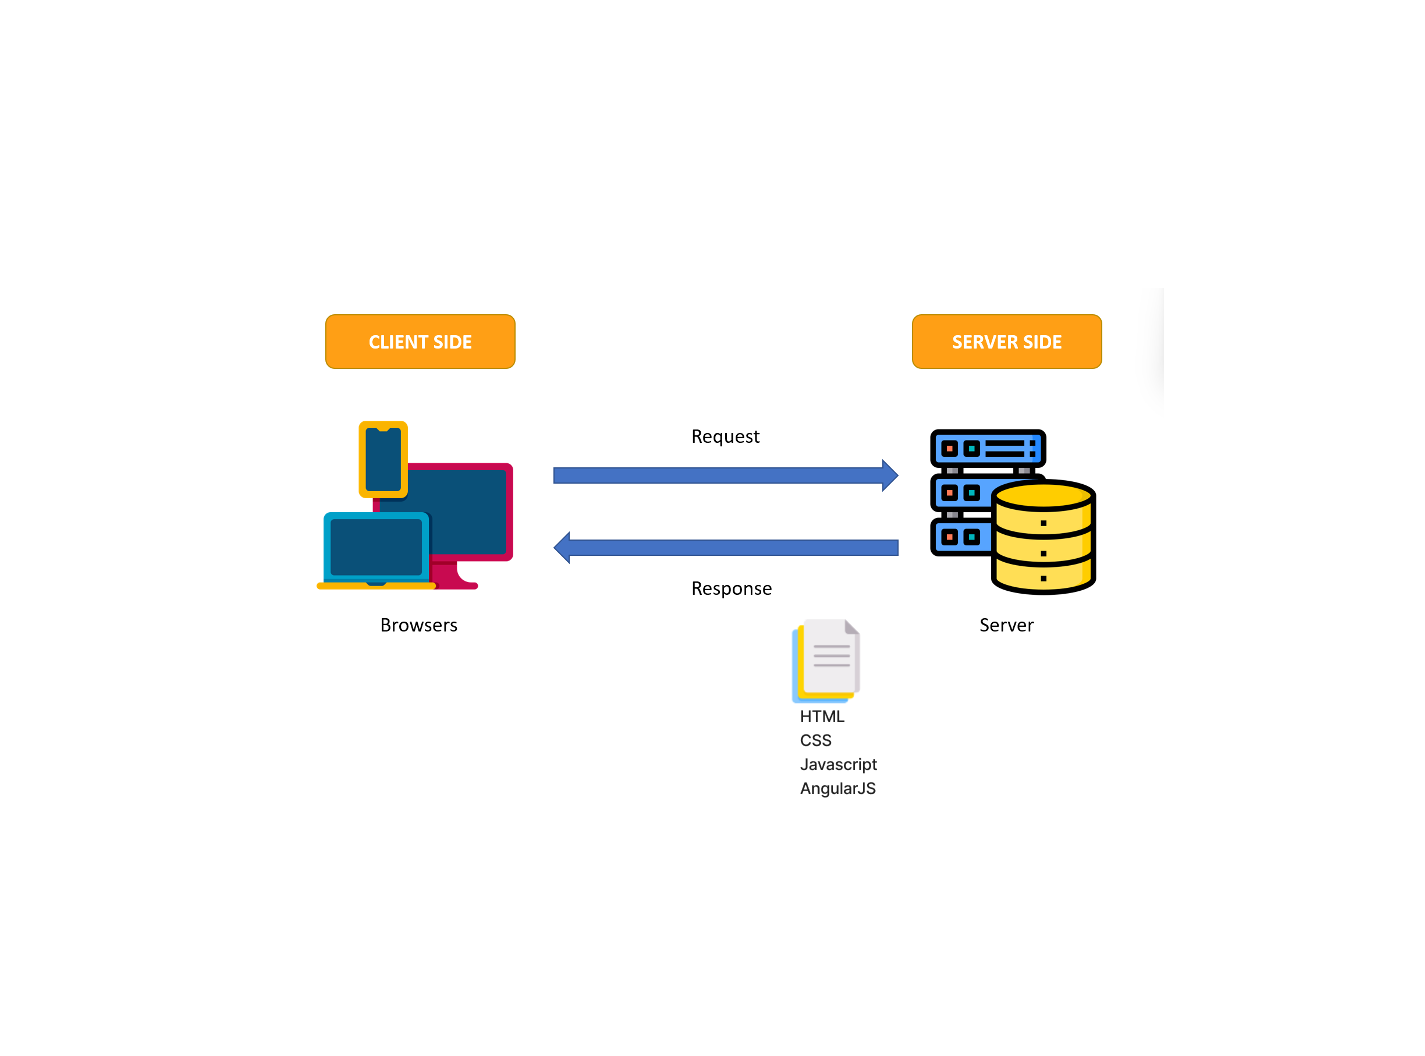 CLIENT SIDE
SERVER SIDE
Request
Response
Browsers
Server
HTML
CSS
Javascript
AngularJS